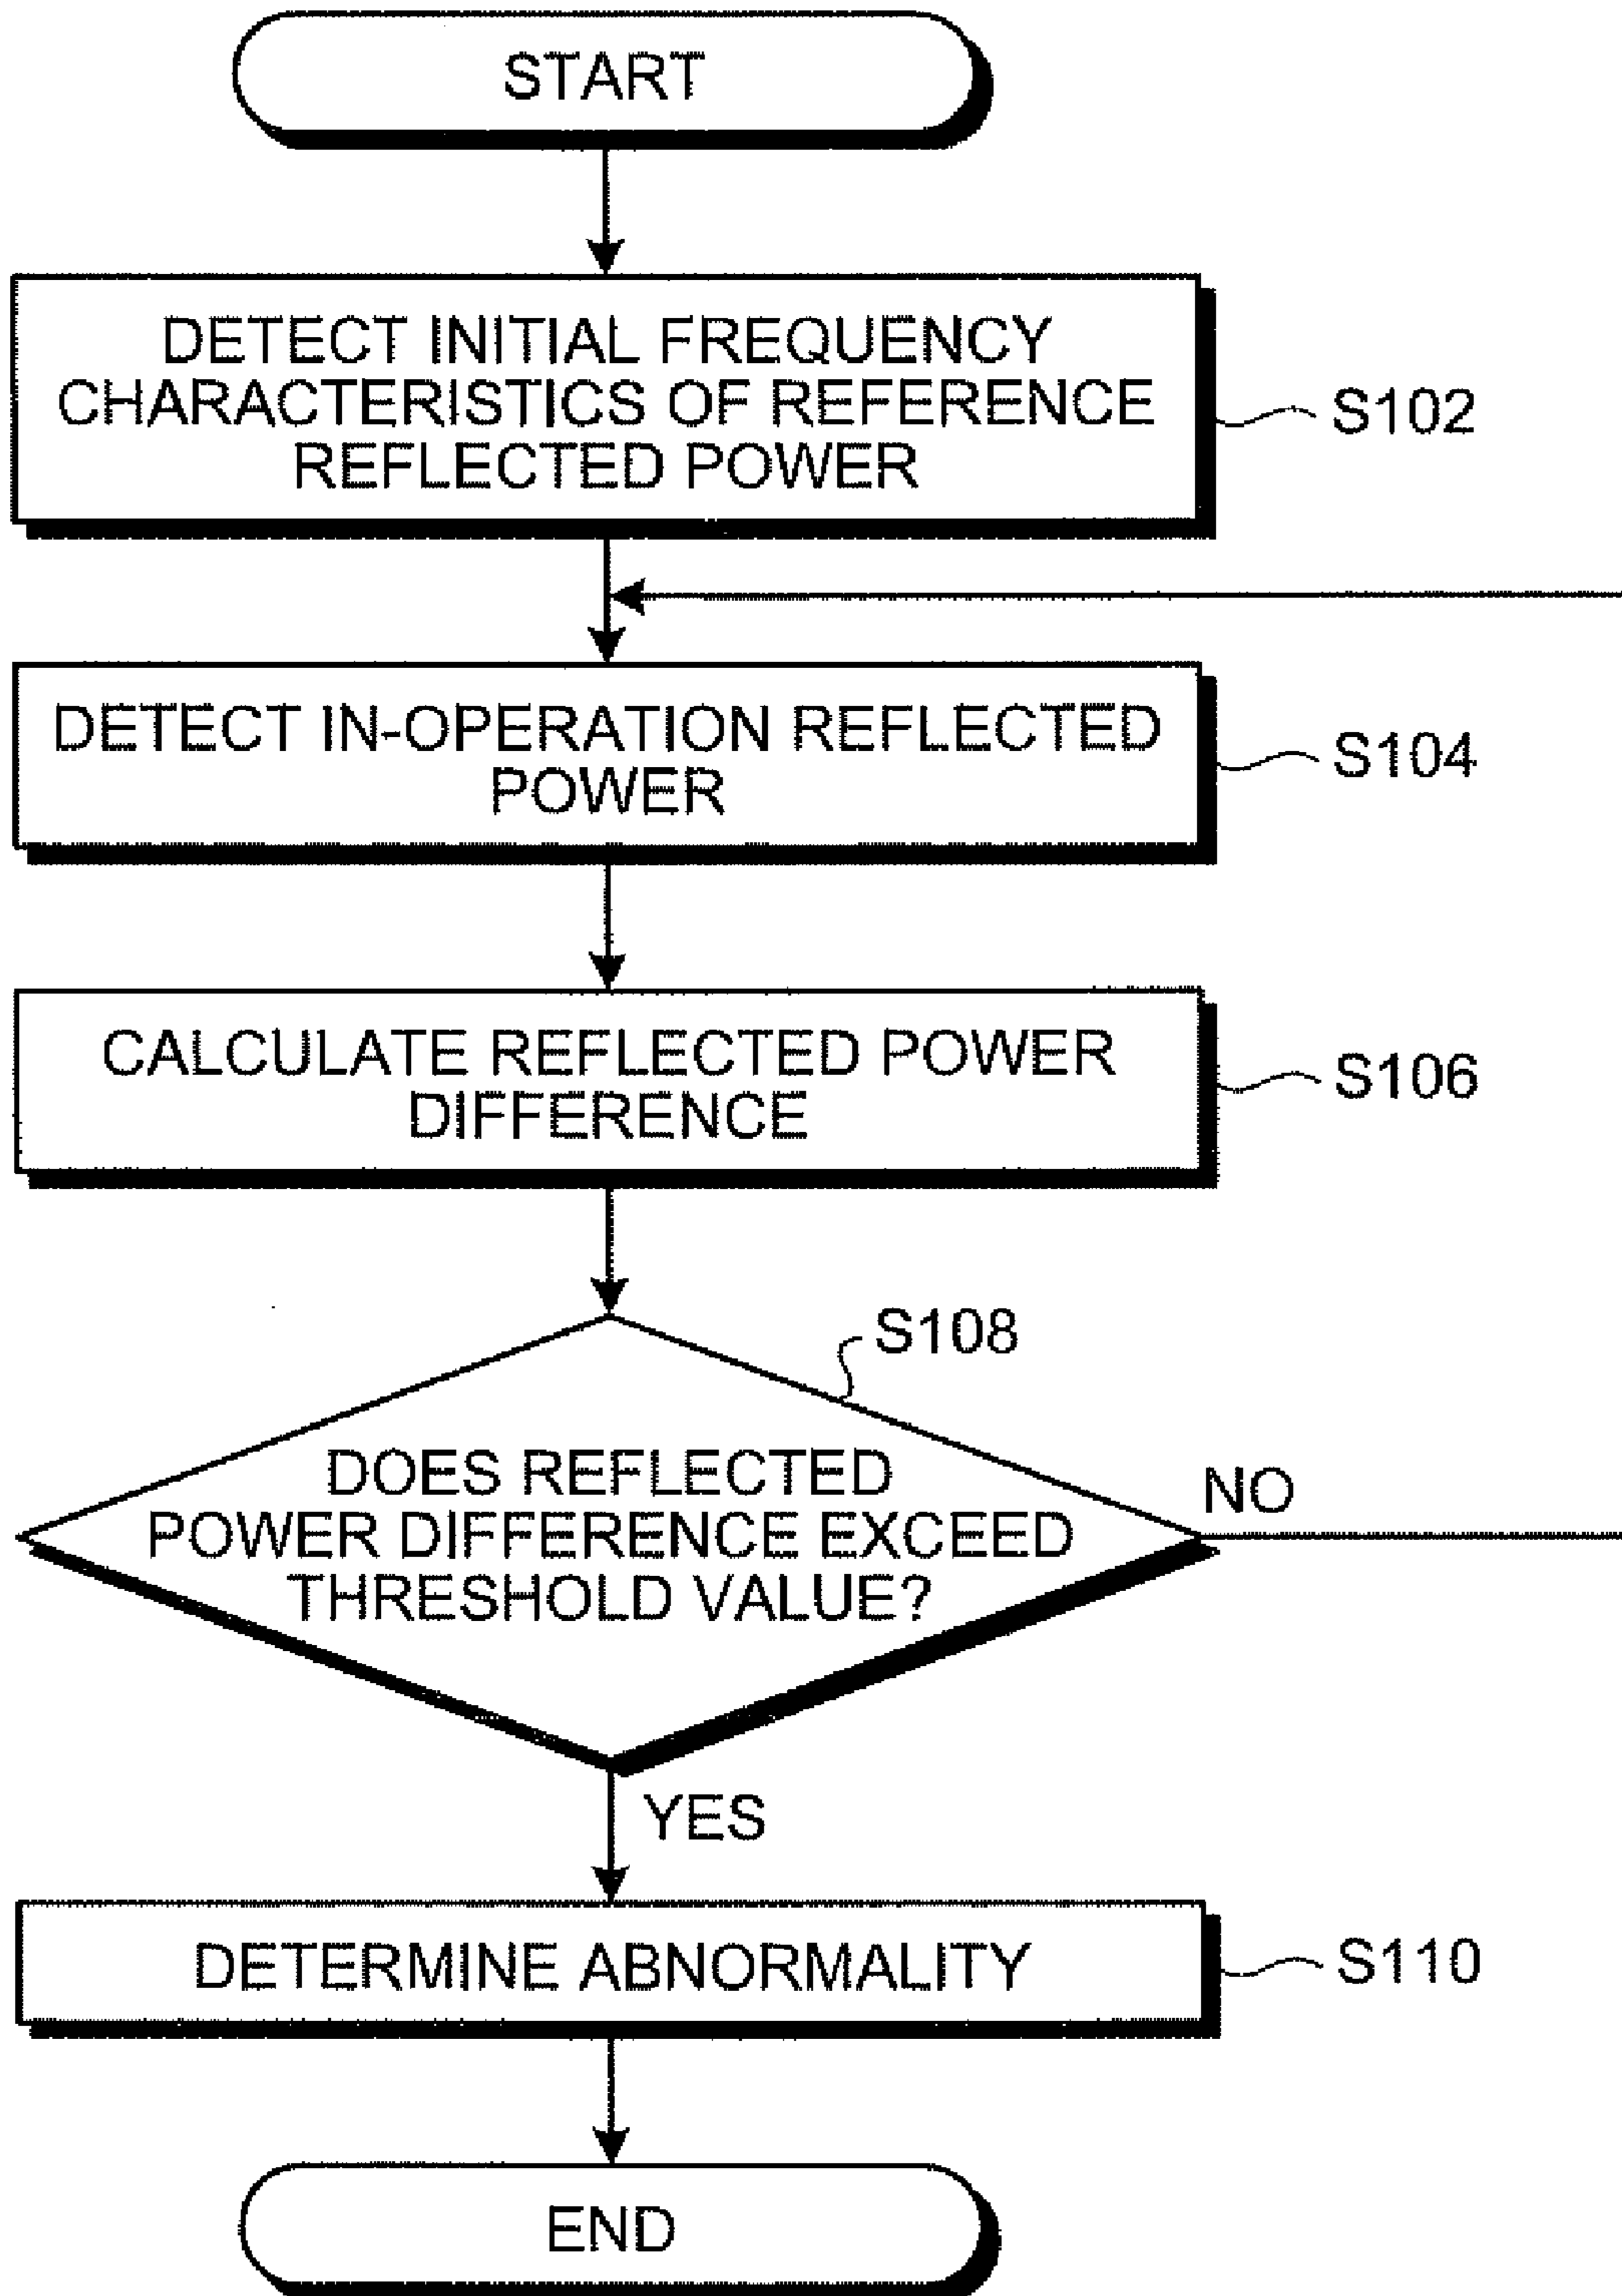 START
DETECT INITIAL FREQUENCY
CHARACTERISTICS OF REFERENCE
REFLECTED POWER
S102
DETECT IN-OPERATION REFLECTED
POWER
S104
CALCULATE REFLECTED POWER
DIFFERENCE
S106
S108
DOES REFLECTED
POWER DIFFERENCE EXCEED
THRESHOLD VALUE?
NO
YES
DETERMINE ABNORMALITY
S110
END